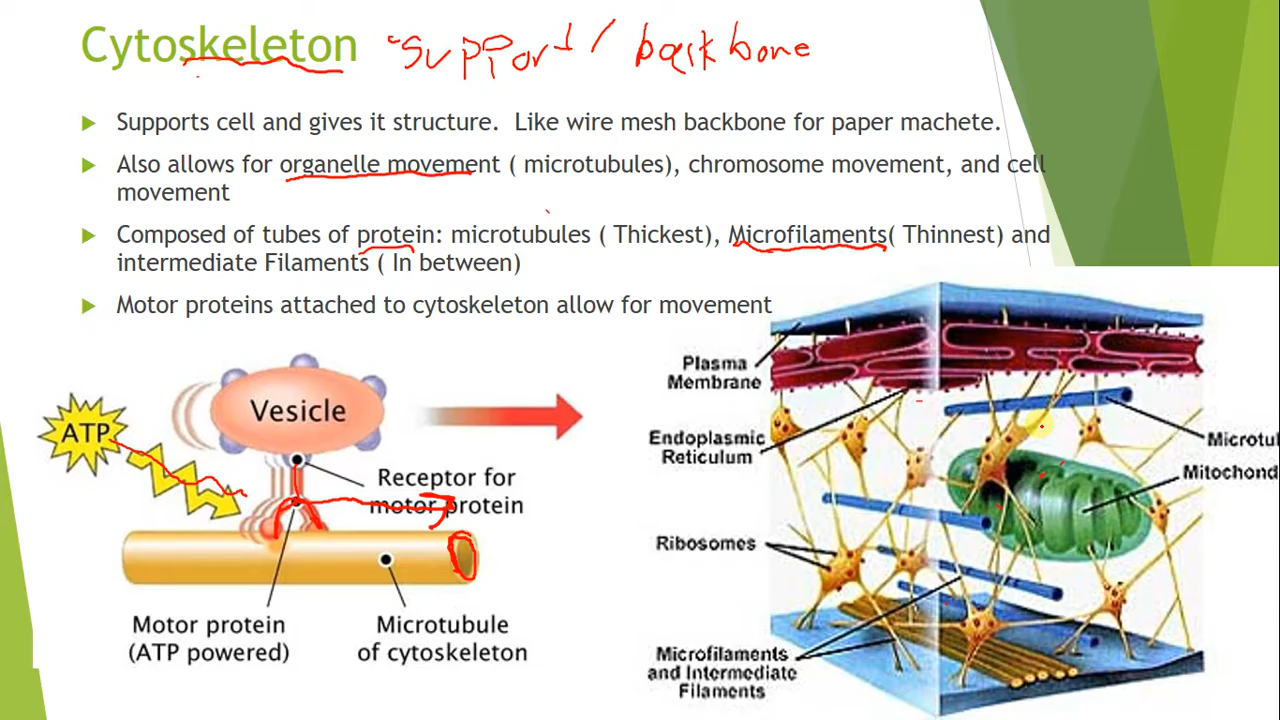 Cytoskeleton "support / backbone
Supports cell and gives it structure. Like wire mesh backbone for paper machete.
Also allows for organelle movement ( microtubules), chromosome movement, and cell
movement
Composed of tubes of protein: microtubules ( Thickest), Microfilaments( Thinnest) and
intermediate Filaments ( In between)
Motor proteins attached to cytoskeleton allow for movement
ATP
Vesicle
Receptor for
motor protein
Motor protein
(ATP powered)
Microtubule
of cytoskeleton
Plasma
Membrane
Endoplasmic
Reticulum
Ribosomes
Microfilaments
and Intermediate
Filaments
Microtul
Mitochond